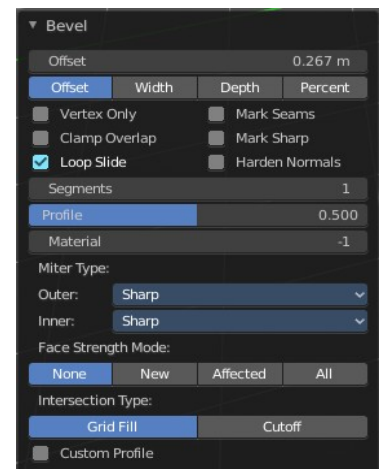 Bevel
Offset 0.267 m
Offset Width Depth Percent
Vertex Only Mark Seams
Clamp Overlap Mark Sharp
Loop Slide Harden Normals
Segments 1
Profile 0.500
Material -1
Miter Type:
Outer: Sharp
Inner: Sharp
Face Strength Mode:
None New Affected All
Intersection Type:
Grid Fill Cutoff
Custom Profile